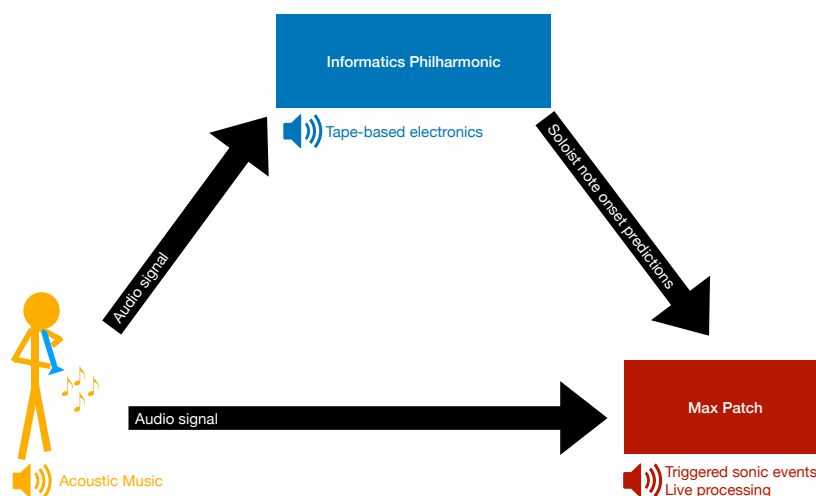 Informatics Philharmonic
Tape-based electronics
Audio signal
Soloist note onset predictions
Audio signal
Max Patch
Acoustic Music
Triggered sonic events
Live processing